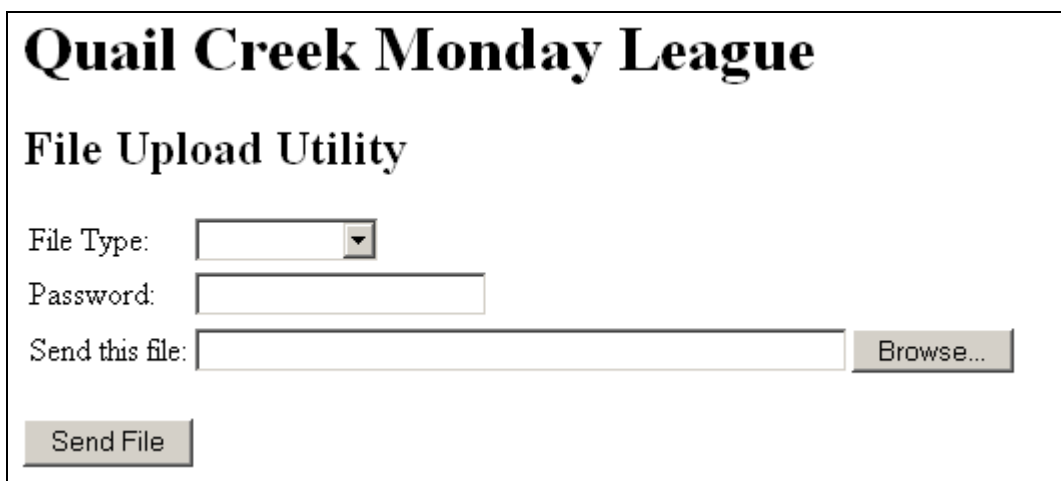 Quail Creek Monday League
File Upload Utility
File Type:
Password:
Send this file: Browse...
Send File